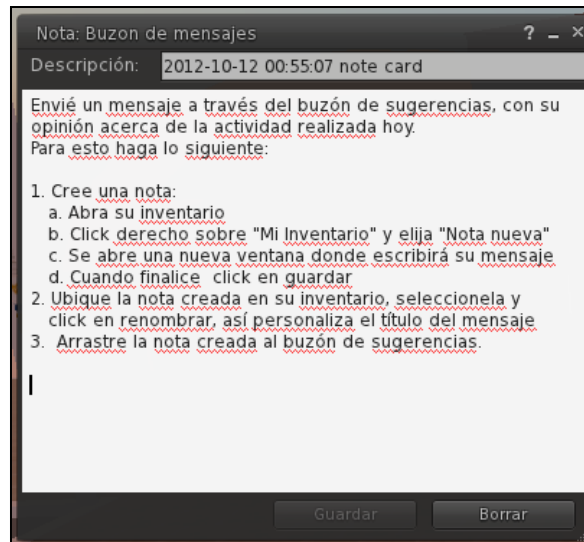 Nota: Buzon de mensajes
Descripción: 2012-10-12 00:55:07 note card
Envié un mensaje a través del buzón de sugerencias, con su
opinión acerca de la actividad realizada hoy.
Para esto haga lo siguiente:
1. Cree una nota:
a. Abra su inventario
b. Click derecho sobre "Mi Inventario" y elija "Nota nueva"
c. Se abre una nueva ventana donde escribirá su mensaje
d. Cuando finalice  click en guardar
2. Ubique la nota creada en su inventario, seleccionela y
click en renombrar, así personaliza el título del mensaje
3.  Arrastre la nota creada al buzón de sugerencias.
Guardar Borrar